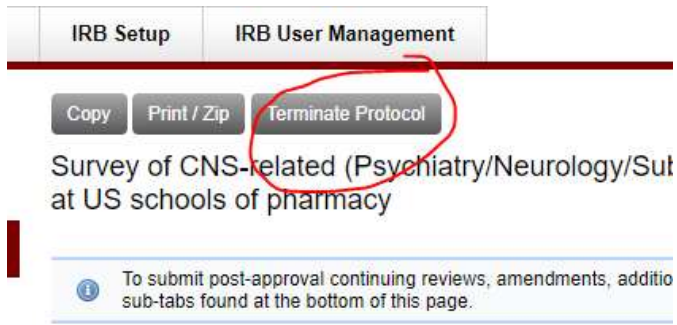 IRB Setup IRB User Management
Copy Print / Zip Terminate Protocol
Survey of CNS-related (Psychiatry/Neurology/Sub
at US schools of pharmacy
To submit post-approval continuing reviews, amendments, additio
sub-tabs found at the bottom of this page.